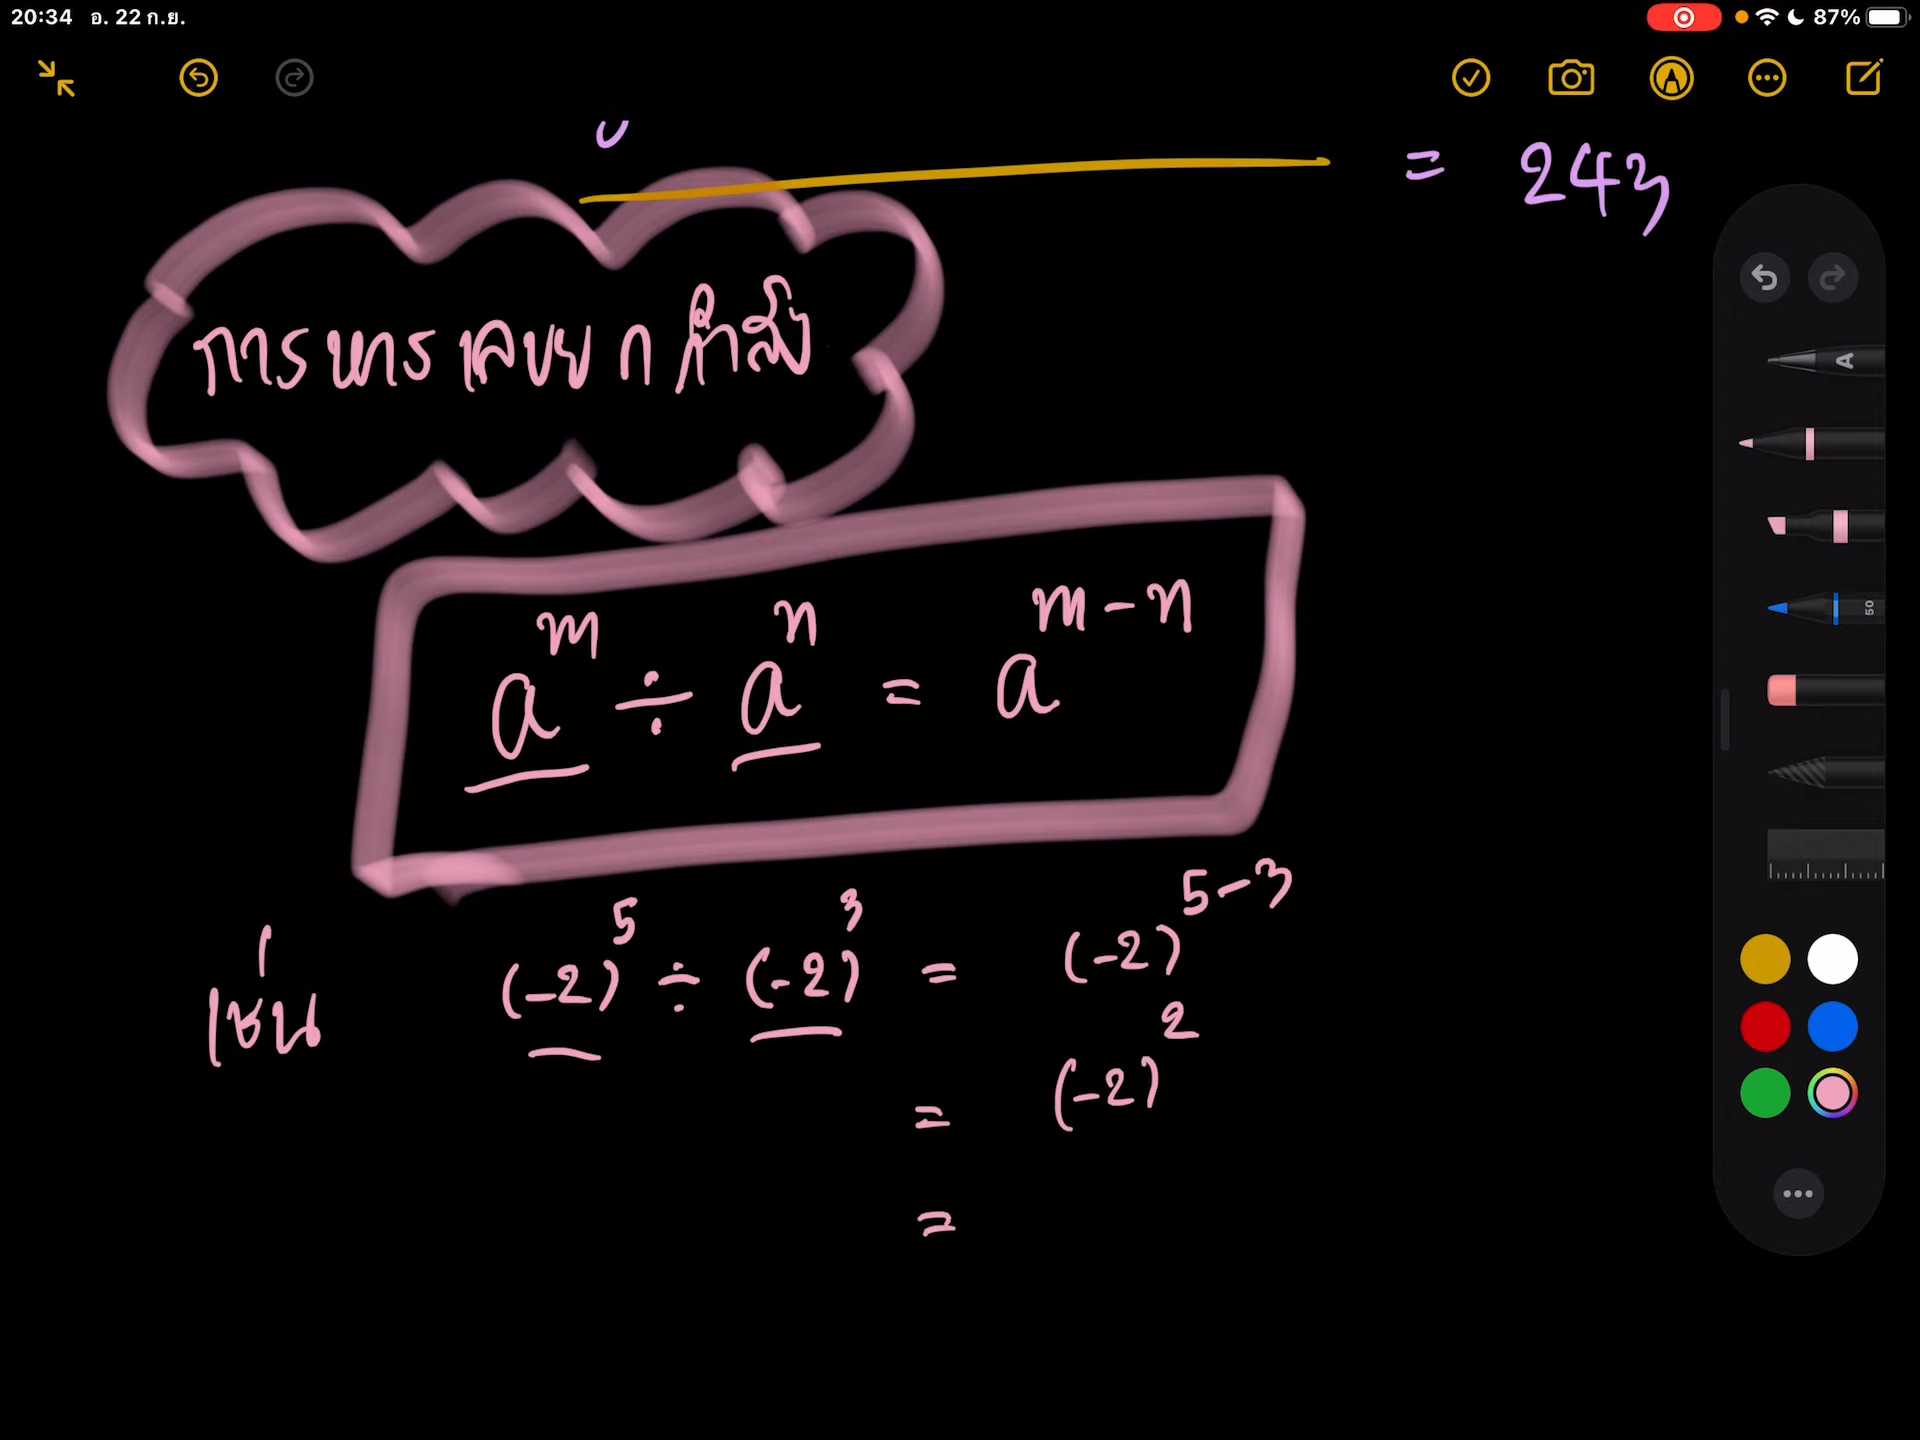 20:34 อ. 22 ก.ย. 87%
= 243
การหารเลขยกกำลัง
a^m ÷ a^n = a^{m-n}
เช่น (-2)^5 ÷ (-2)^3 = (-2)^{5-3}
= (-2)^2
=
A
50